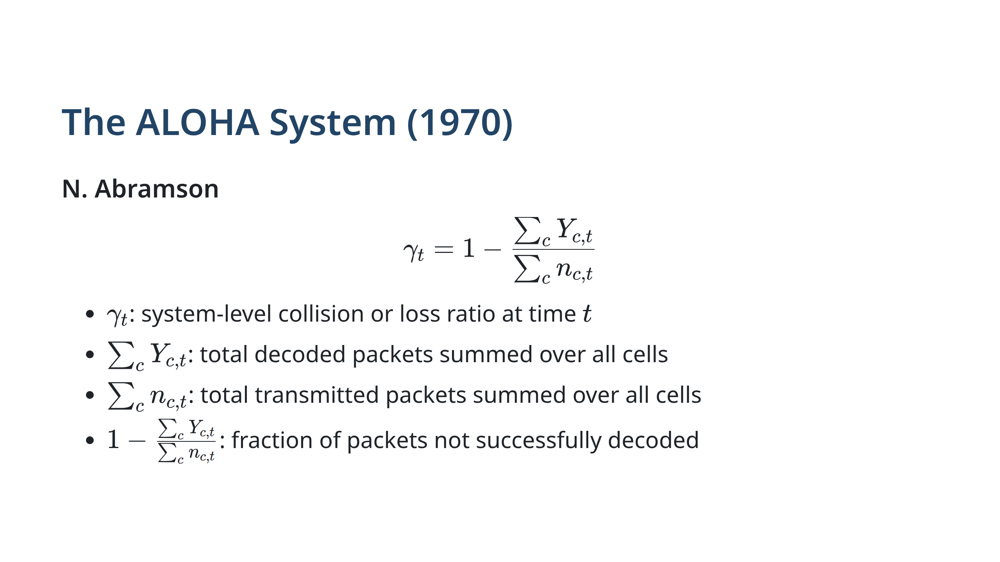 The ALOHA System (1970)
N. Abramson
$\gamma_t = 1 - \frac{\sum_c Y_{c,t}}{\sum_c n_{c,t}}$
• $\gamma_t$: system-level collision or loss ratio at time $t$
• $\sum_c Y_{c,t}$: total decoded packets summed over all cells
• $\sum_c n_{c,t}$: total transmitted packets summed over all cells
• $1 - \frac{\sum_c Y_{c,t}}{\sum_c n_{c,t}}$: fraction of packets not successfully decoded